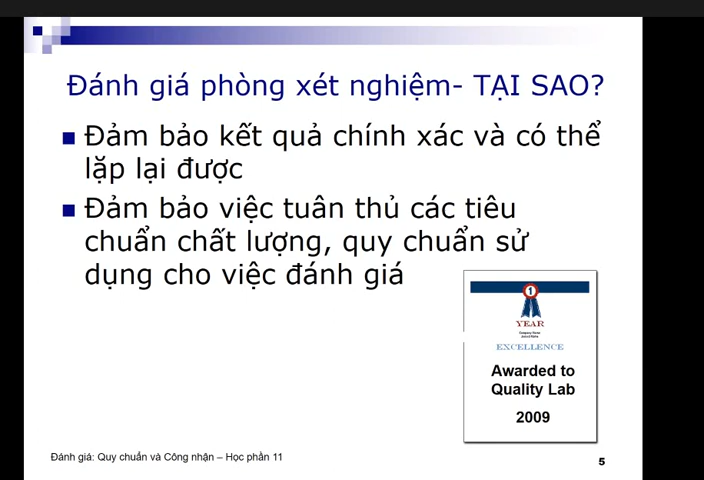 Đánh giá phòng xét nghiệm- TẠI SAO?
Đảm bảo kết quả chính xác và có thể
lặp lại được
Đảm bảo việc tuân thủ các tiêu
chuẩn chất lượng, quy chuẩn sử
dụng cho việc đánh giá
1
YEAR
EXCELLENCE
Awarded to
Quality Lab
2009
Đánh giá: Quy chuẩn và Công nhận – Học phần 11
5